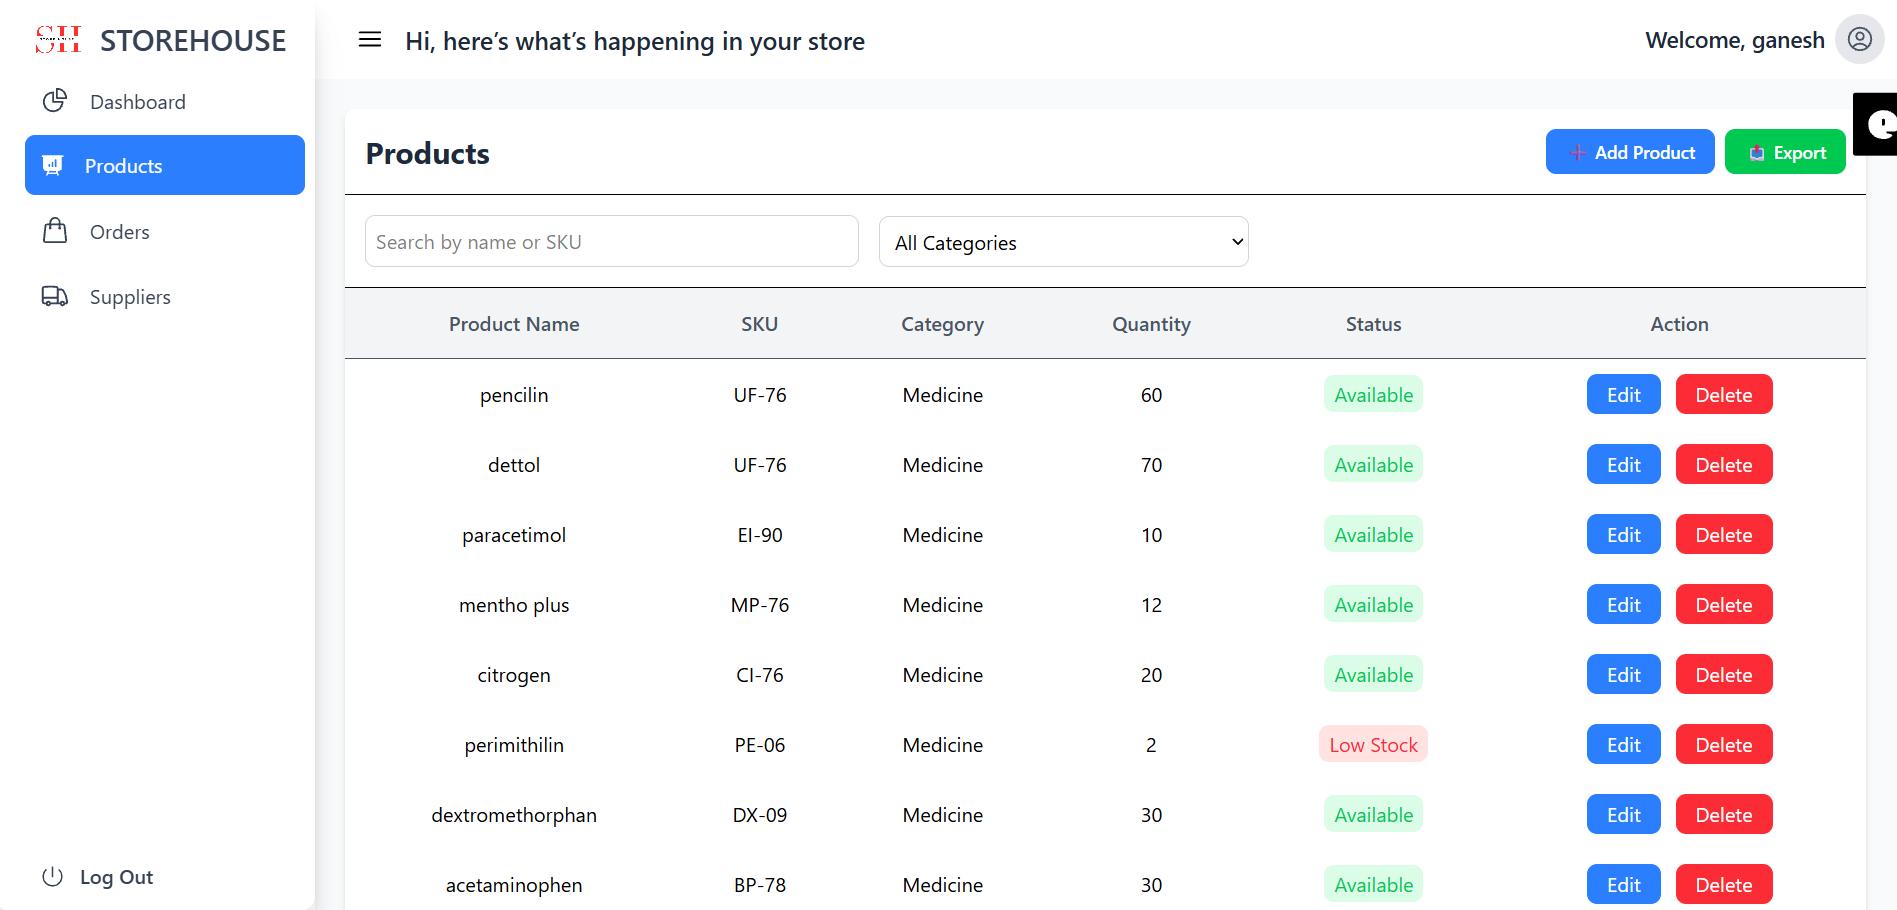 SH STOREHOUSE
Dashboard
Products
Orders
Suppliers
Log Out
Hi, here’s what’s happening in your store
Welcome, ganesh
Products
Add Product
Export
Search by name or SKU
All Categories
Product Name SKU Category Quantity Status Action
pencilin UF-76 Medicine 60 Available Edit Delete
dettol UF-76 Medicine 70 Available Edit Delete
paracetimol EI-90 Medicine 10 Available Edit Delete
mentho plus MP-76 Medicine 12 Available Edit Delete
citrogen CI-76 Medicine 20 Available Edit Delete
perimithilin PE-06 Medicine 2 Low Stock Edit Delete
dextromethorphan DX-09 Medicine 30 Available Edit Delete
acetaminophen BP-78 Medicine 30 Available Edit Delete